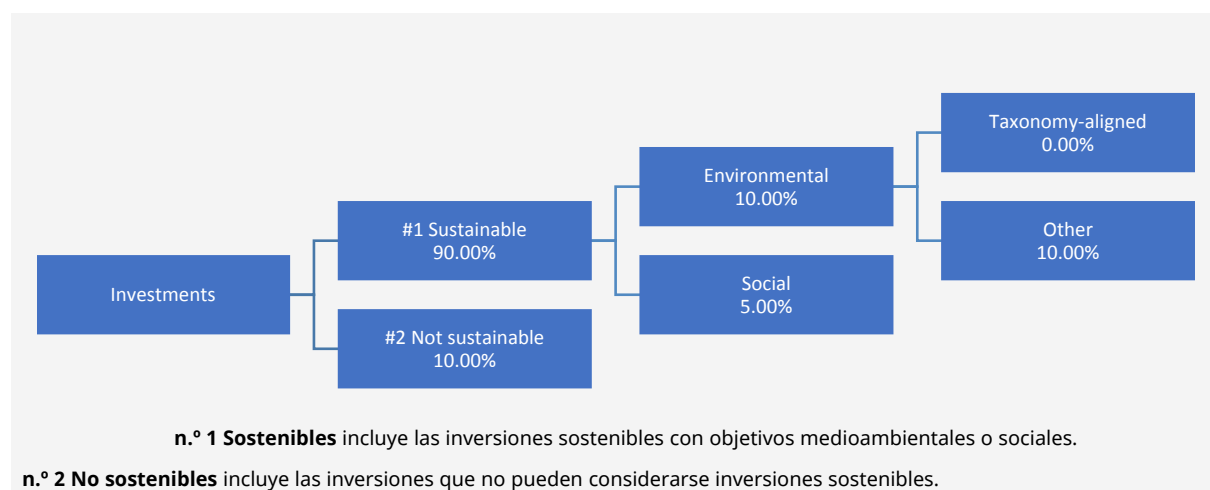 Investments
#1 Sustainable
90.00%
#2 Not sustainable
10.00%
Environmental
10.00%
Social
5.00%
Taxonomy-aligned
0.00%
Other
10.00%
n.º 1 Sostenibles incluye las inversiones sostenibles con objetivos medioambientales o sociales.
n.º 2 No sostenibles incluye las inversiones que no pueden considerarse inversiones sostenibles.